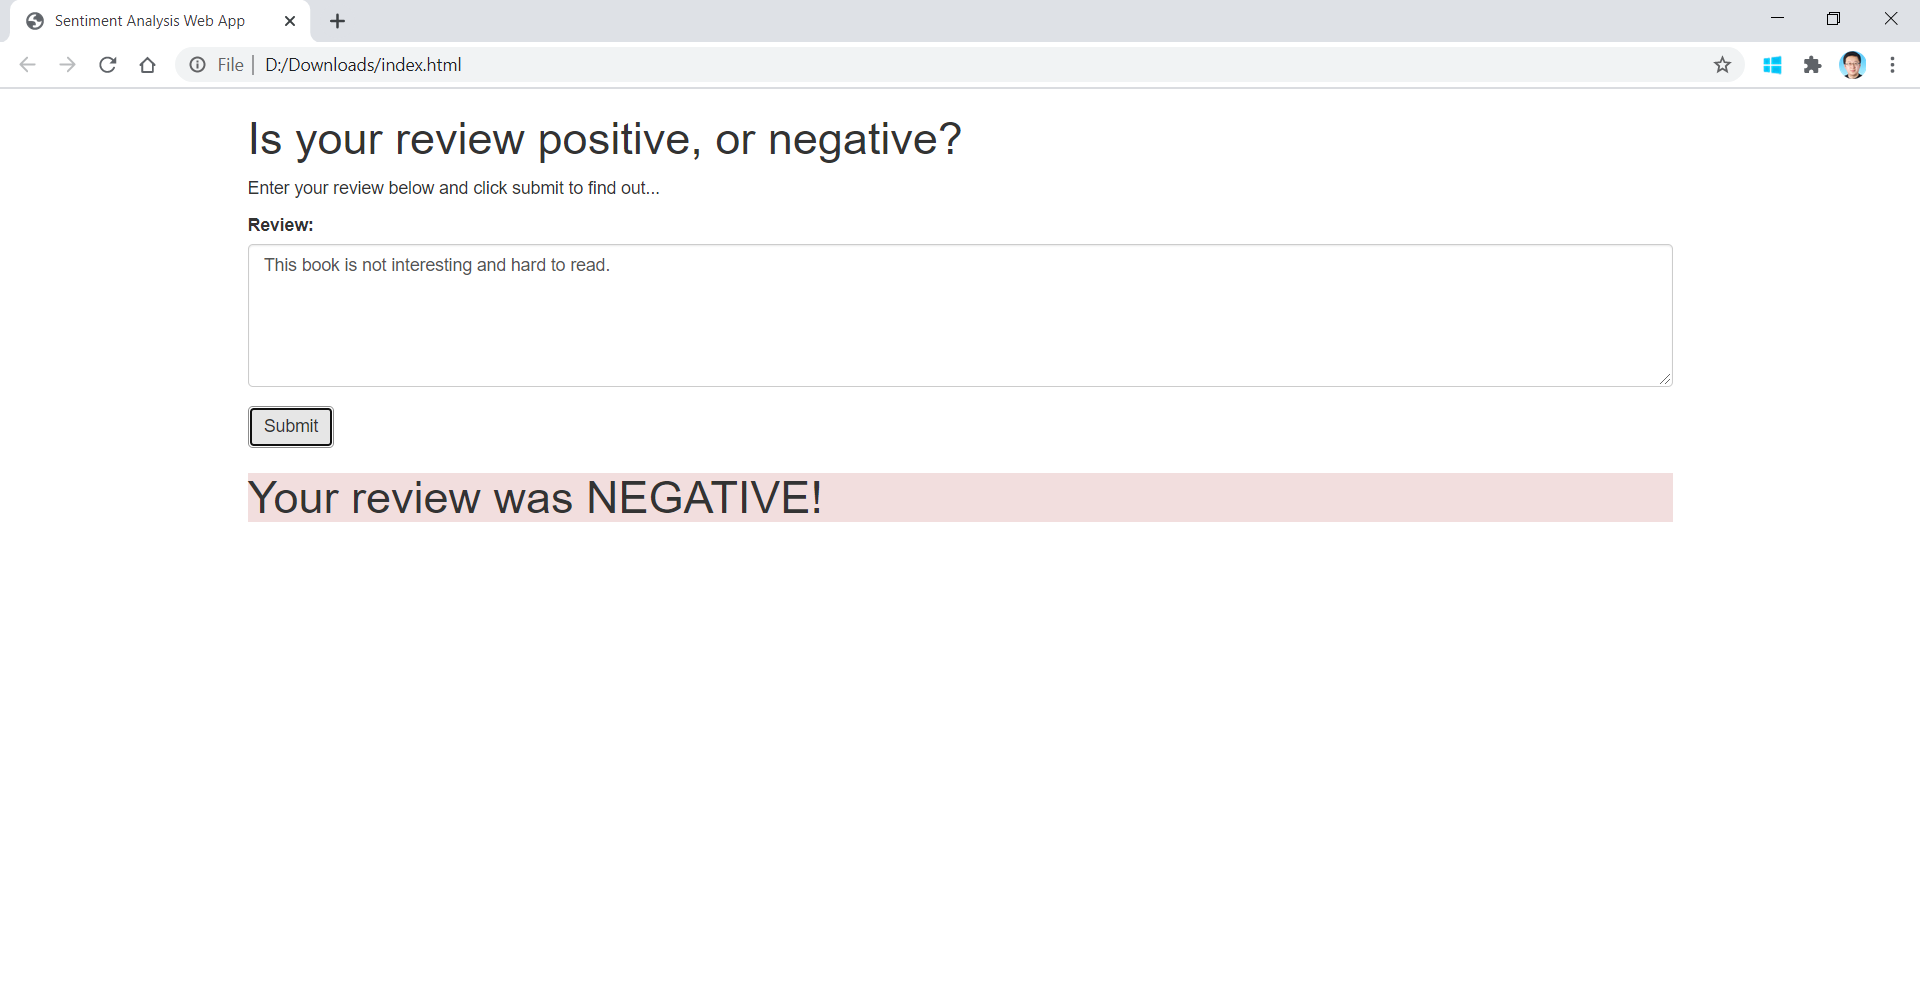 Sentiment Analysis Web App
File D:/Downloads/index.html
Is your review positive, or negative?
Enter your review below and click submit to find out...
Review:
This book is not interesting and hard to read.
Submit
Your review was NEGATIVE!